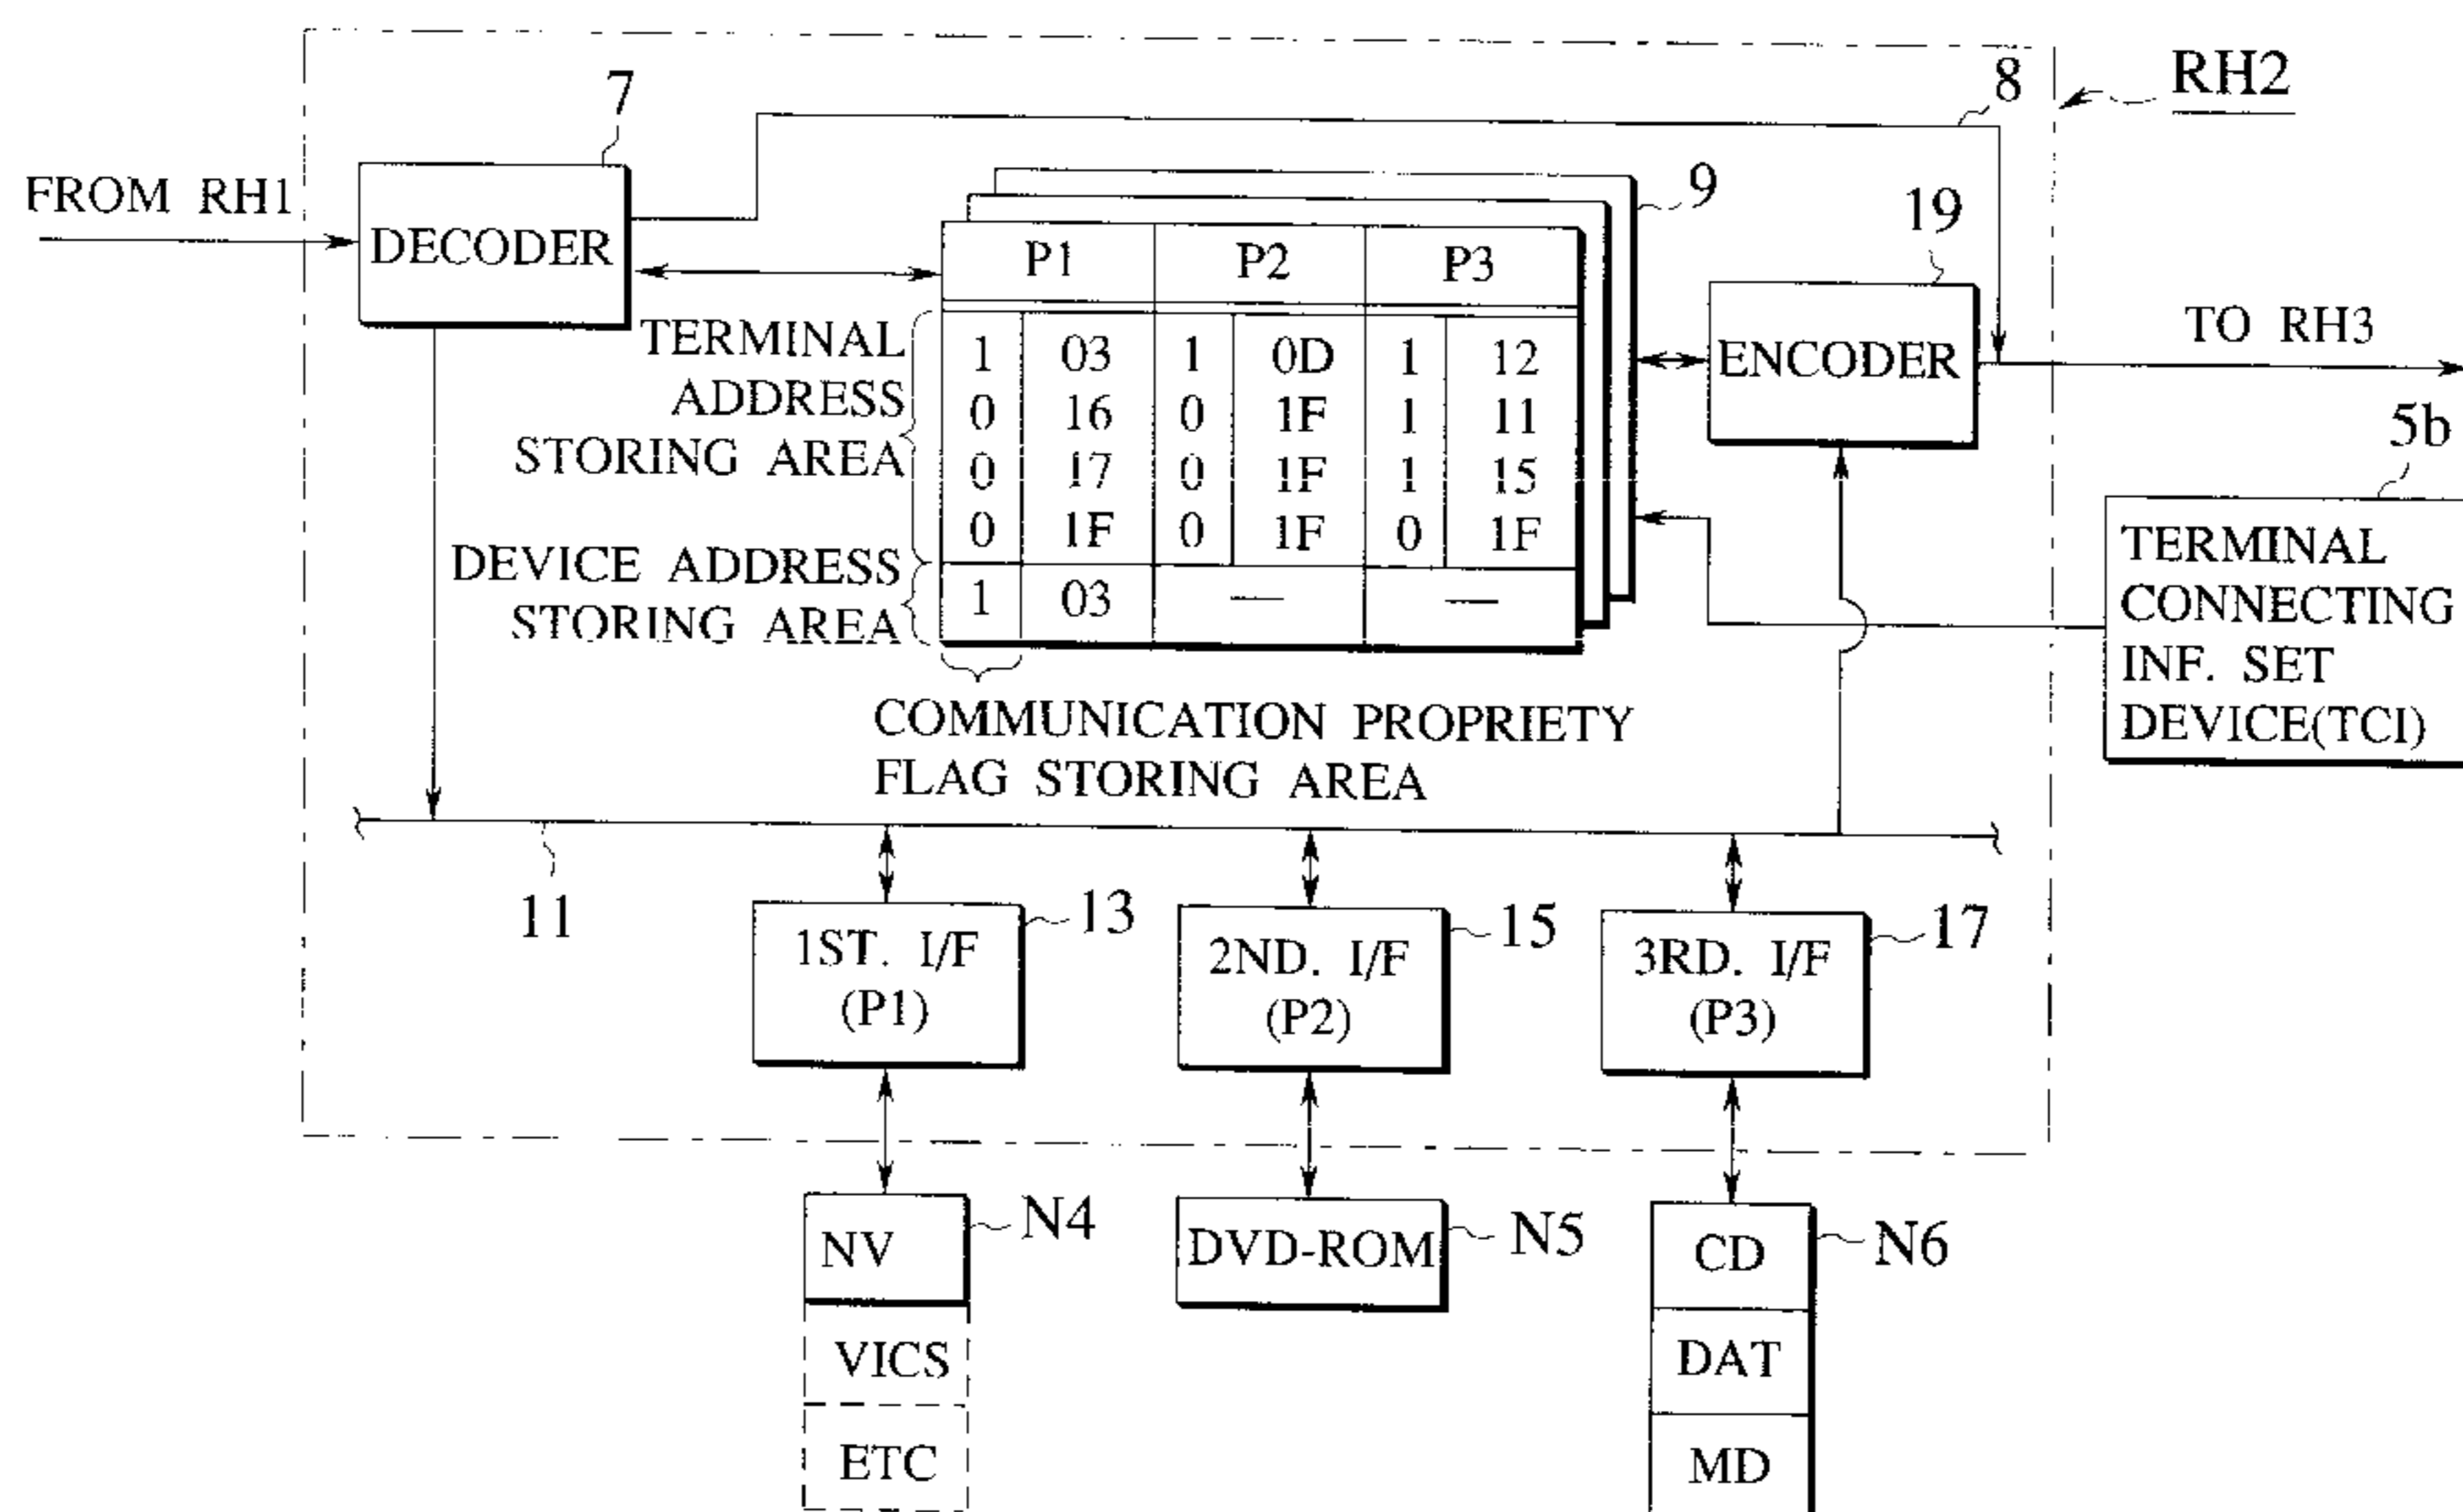 RH2
8
7
FROM RH1
DECODER
9
19
P1 P2 P3
TERMINAL
ADDRESS
STORING AREA
1 03 1 0D 1 12
0 16 0 1F 1 11
0 17 0 1F 1 15
0 1F 0 1F 0 1F
DEVICE ADDRESS
STORING AREA
1 03 — —
ENCODER
TO RH3
5b
TERMINAL
CONNECTING
INF. SET
DEVICE(TCI)
COMMUNICATION PROPRIETY
FLAG STORING AREA
11
1ST. I/F
(P1)
13
2ND. I/F
(P2)
15
3RD. I/F
(P3)
17
NV
N4
VICS
ETC
DVD-ROM
N5
CD
N6
DAT
MD